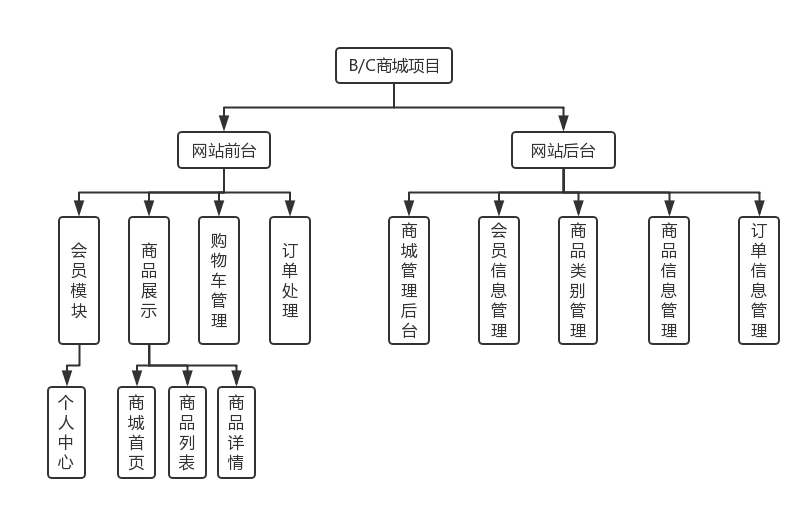 B/C商城项目
网站前台
网站后台
会员模块
商品展示
购物车管理
订单处理
商城管理后台
会员信息管理
商品类别管理
商品信息管理
订单信息管理
个人中心
商城首页
商品列表
商品详情